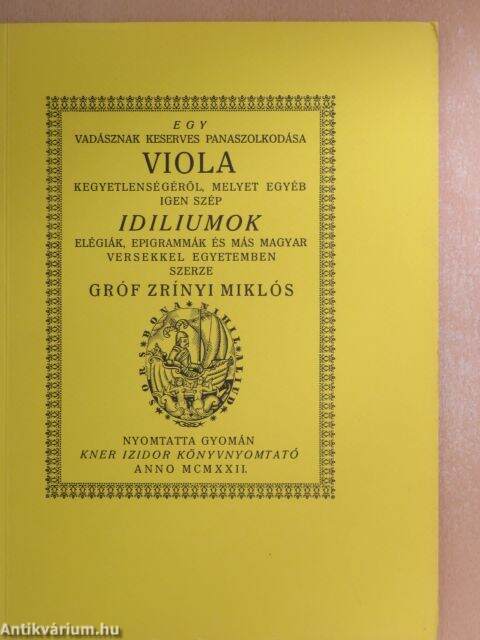 EGY
VADÁSZNAK KESERVES PANASZOLKODÁSA
VIOLA
KEGYETLENSÉGÉRŐL, MELYET EGYÉB
IGEN SZÉP
IDILIUMOK
ELÉGIÁK, EPIGRAMMÁK ÉS MÁS MAGYAR
VERSEKKEL EGYETEMBEN
SZERZE
GRÓF ZRÍNYI MIKLÓS
SORS BONA NIHIL ALIUD
NYOMTATTA GYOMÁN
KNER IZIDOR KÖNYVNYOMTATÓ
ANNO MCMXXII.
Antikvárium.hu